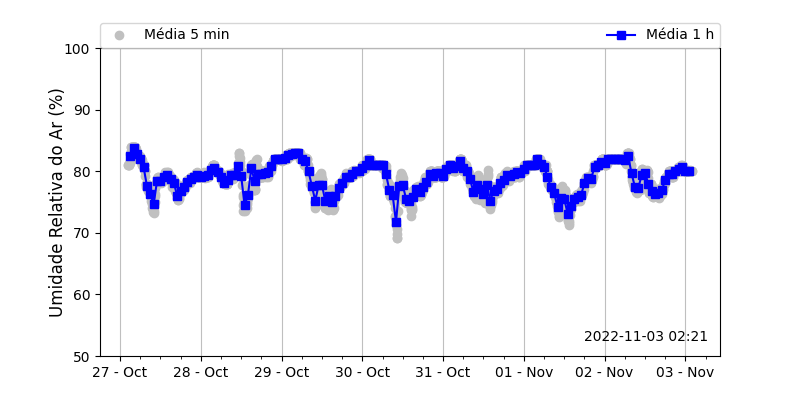 Média 5 min
Média 1 h
Umidade Relativa do Ar (%)
100
90
80
70
60
50
2022-11-03 02:21
27 - Oct
28 - Oct
29 - Oct
30 - Oct
31 - Oct
01 - Nov
02 - Nov
03 - Nov